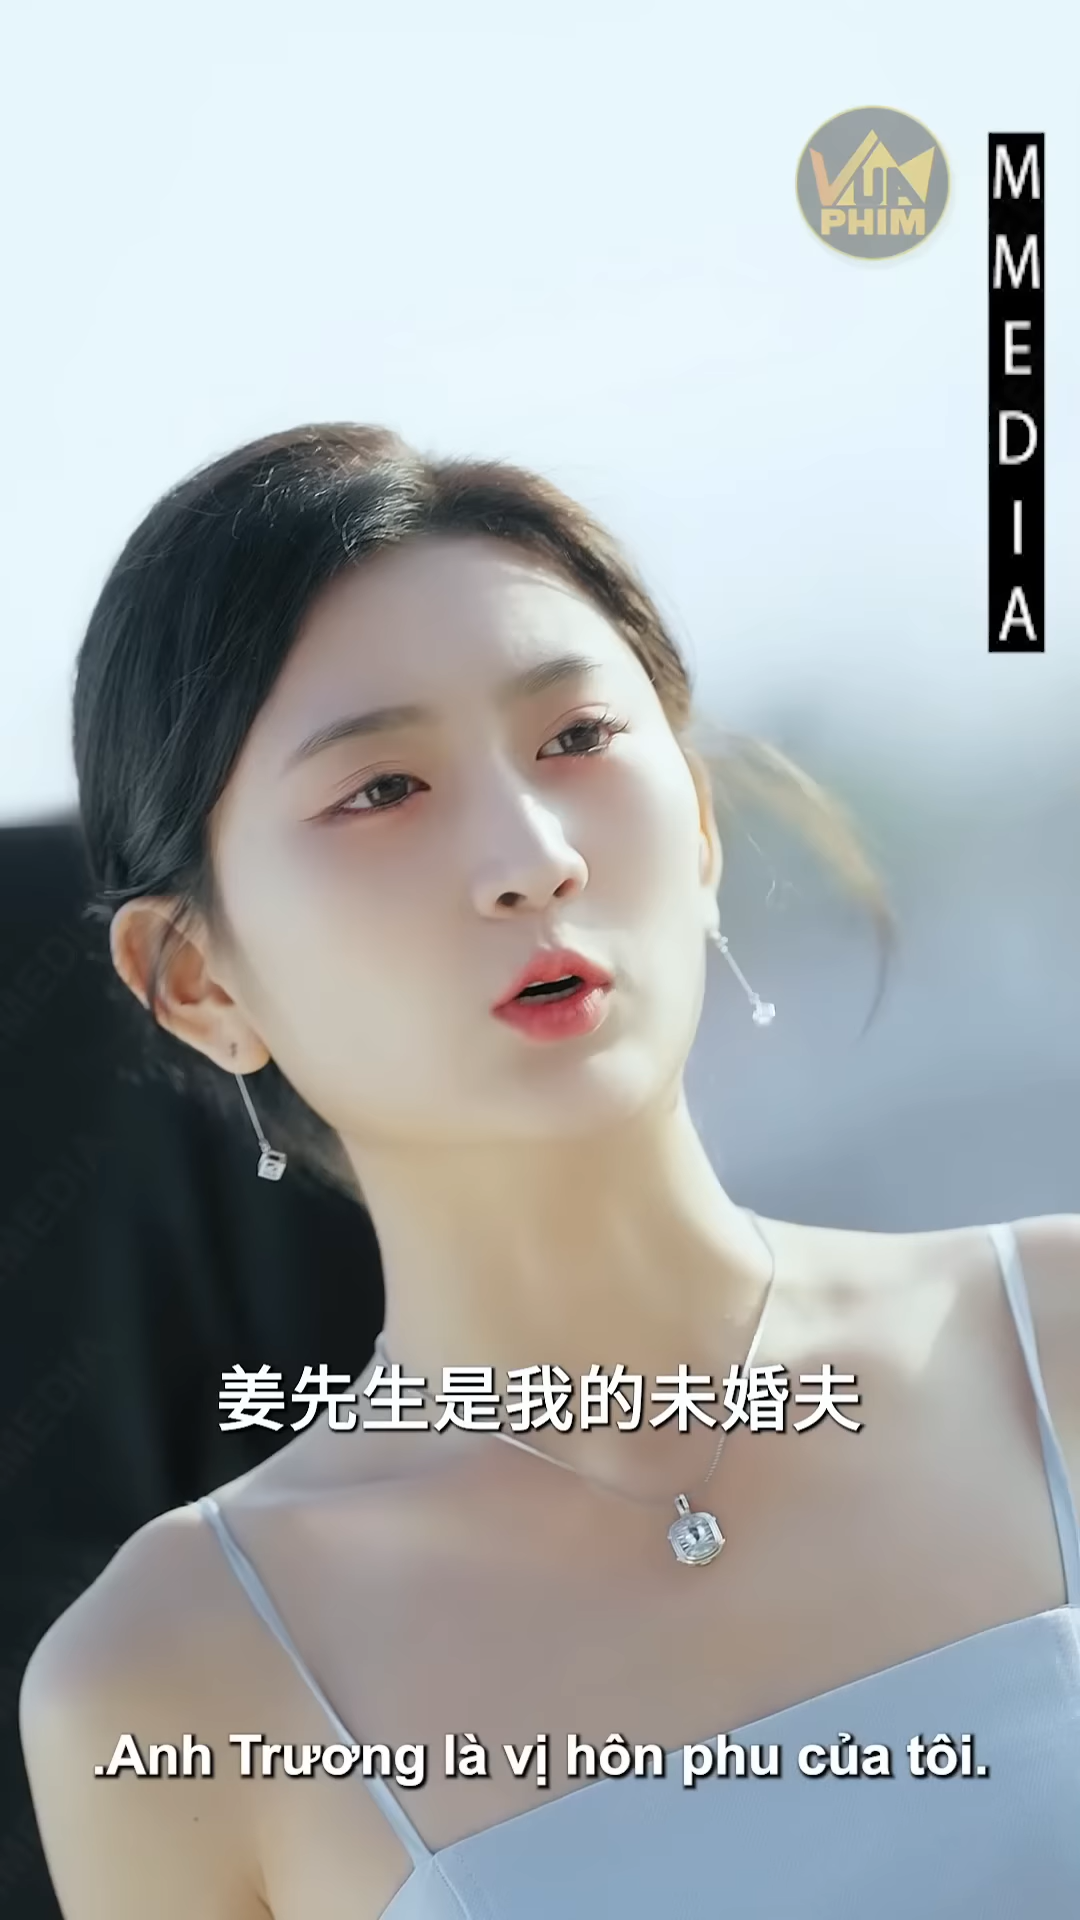 VUA
PHIM
MMEDIA
姜先生是我的未婚夫
.Anh Trương là vị hôn phu của tôi.